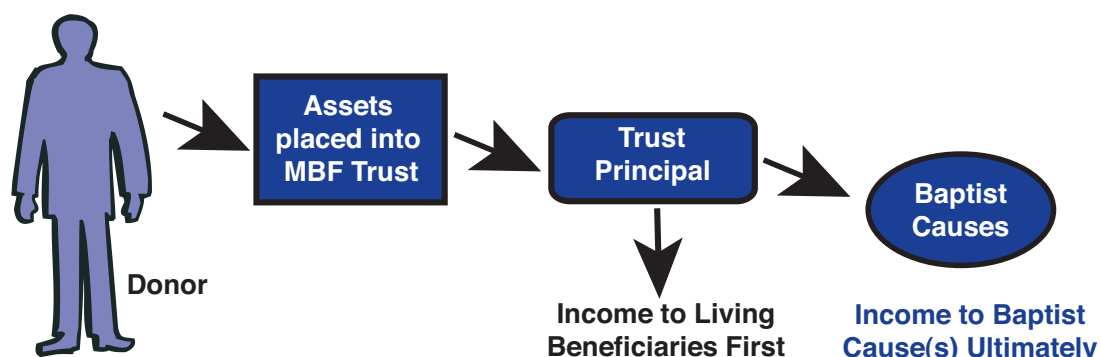 Donor
Assets
placed into
MBF Trust
Trust
Principal
Baptist
Causes
Income to Living
Beneficiaries First
Income to Baptist
Cause(s) Ultimately